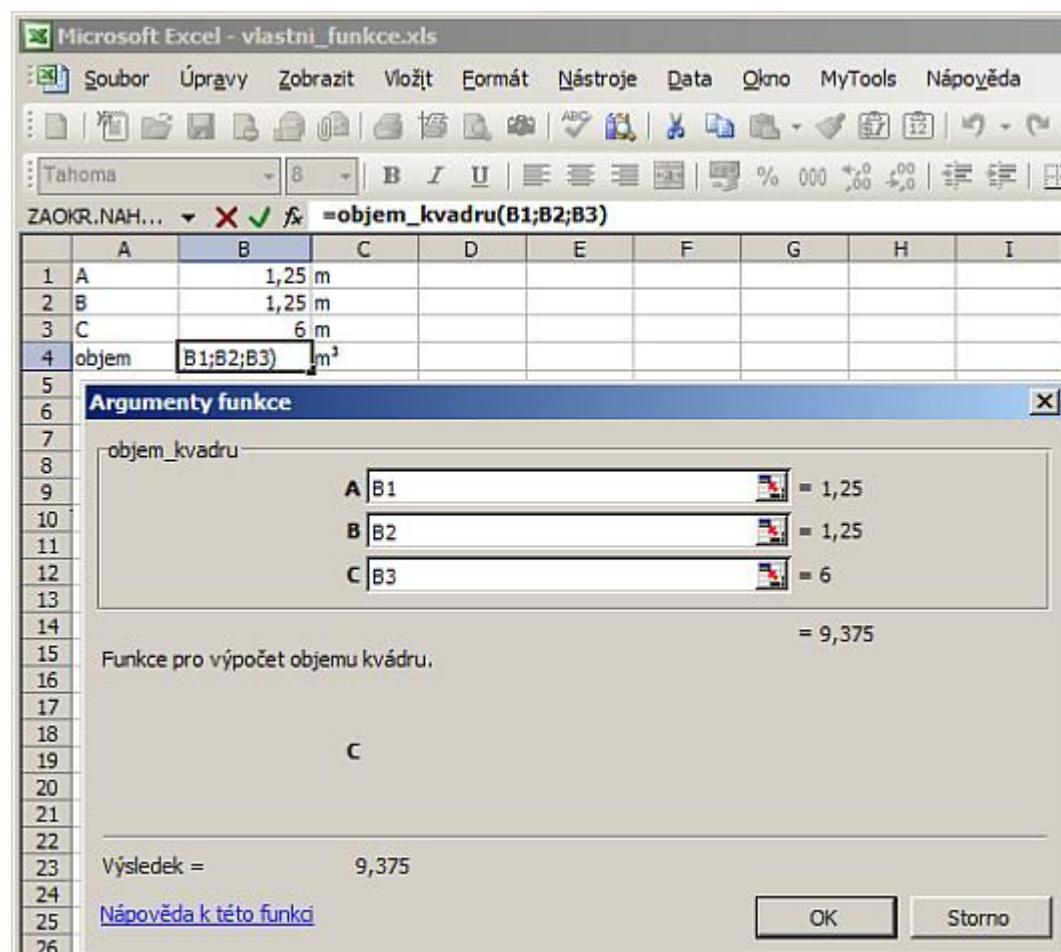 Microsoft Excel - vlastni_funkce.xls
Soubor Úpravy Zobrazit Vložit Formát Nástroje Data Okno MyTools Nápověda
Tahoma 8 B I U % 000
ZAOKR.NAH... fx =objem_kvadru(B1;B2;B3)
A B C D E F G H I
1 A 1,25 m
2 B 1,25 m
3 C 6 m
4 objem B1;B2;B3) m³
5
6 Argumenty funkce
7
8 objem_kvadru
9 A B1 = 1,25
10
11 B B2 = 1,25
12 C B3 = 6
13
14 = 9,375
15 Funkce pro výpočet objemu kvádru.
16
17
18
19 C
20
21
22
23 Výsledek = 9,375
24
25 Nápověda k této funkci OK Storno
26